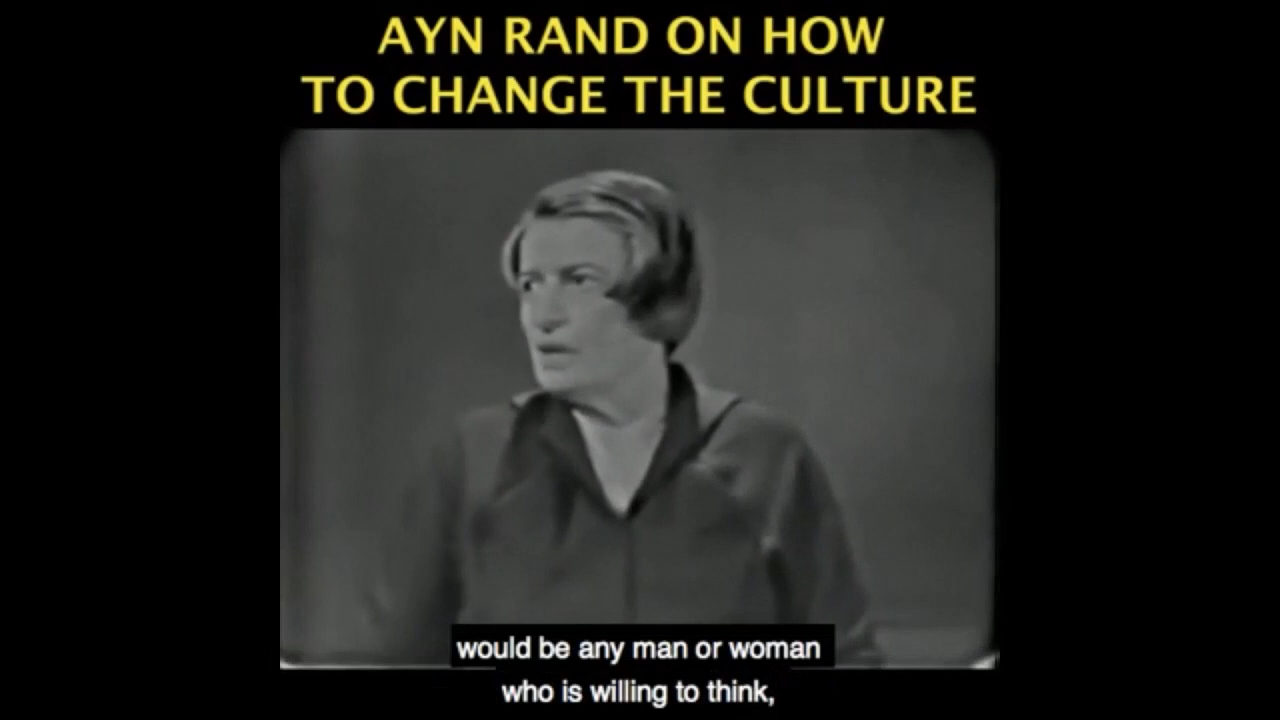 AYN RAND ON HOW
TO CHANGE THE CULTURE
would be any man or woman
who is willing to think,